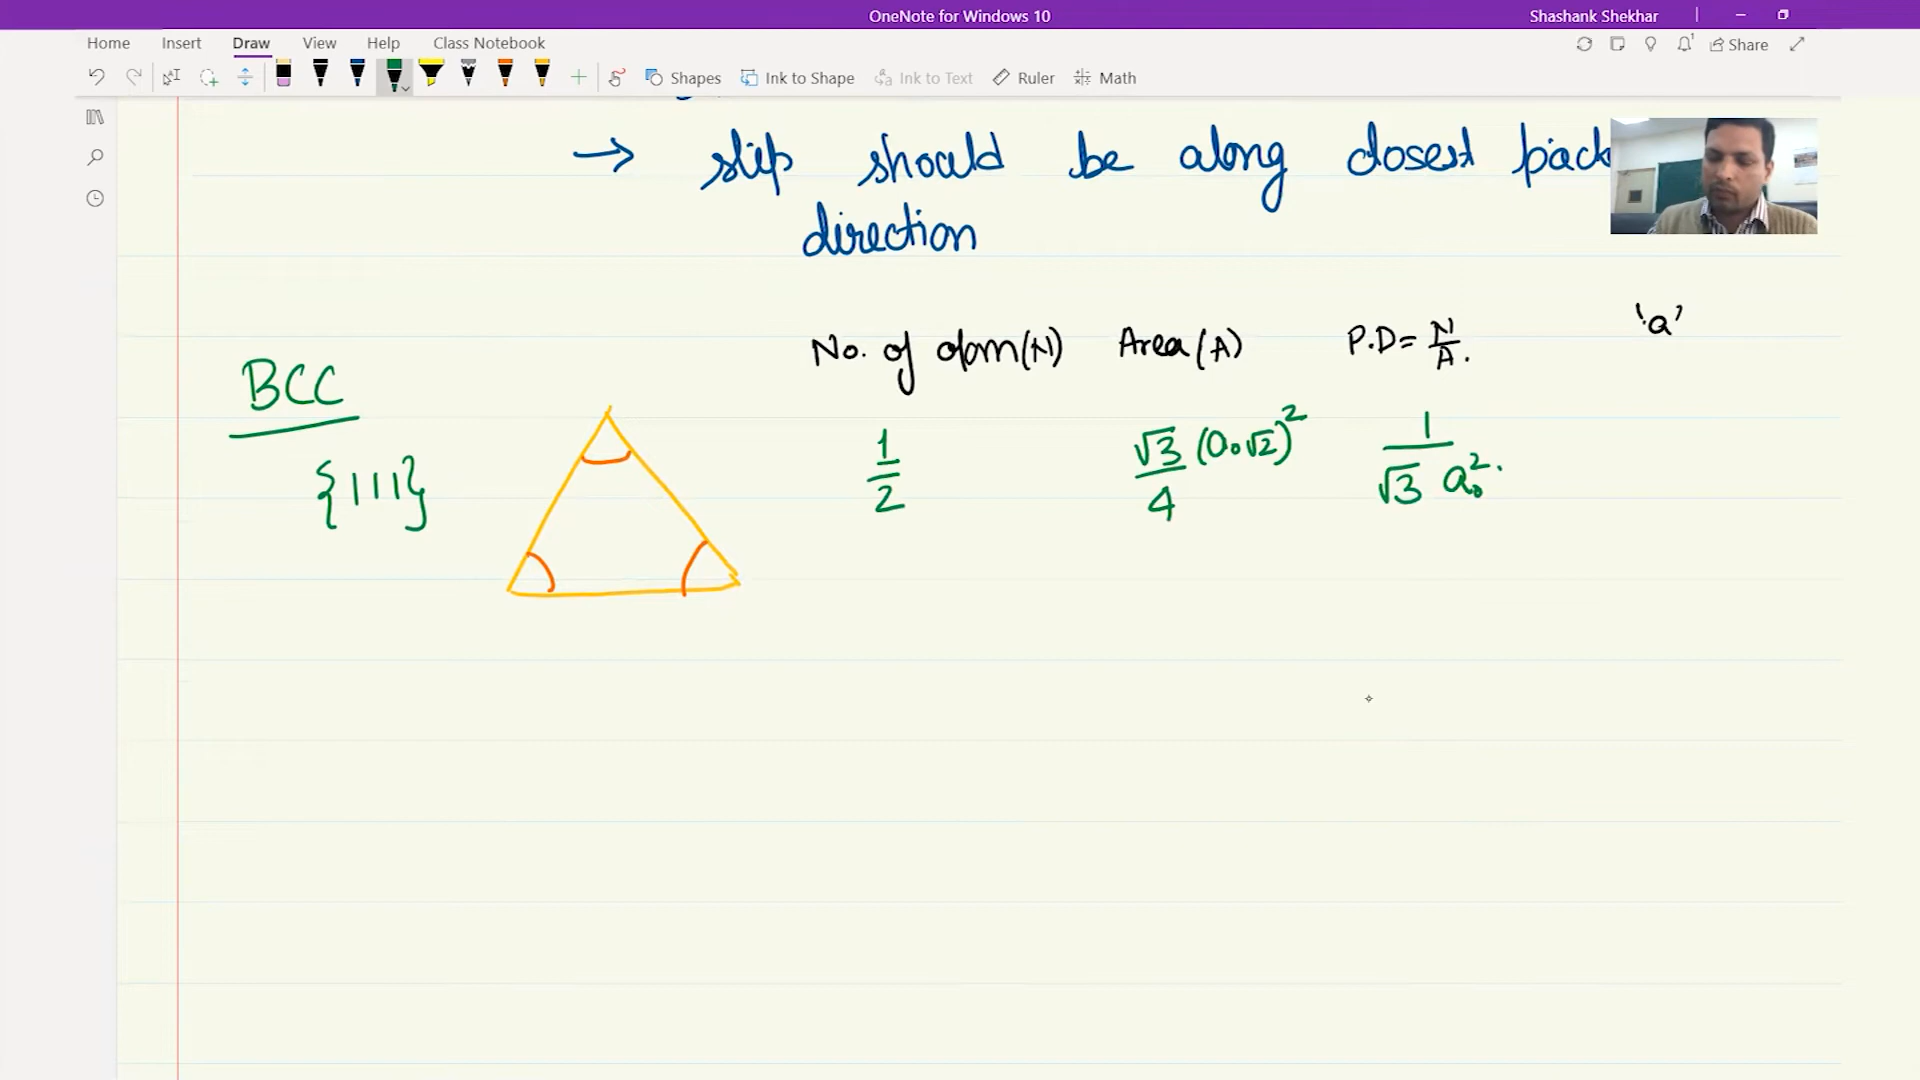 OneNote for Windows 10
Shashank Shekhar
Home Insert Draw View Help Class Notebook
Share
Shapes Ink to Shape Ink to Text Ruler Math
→ slip should be along closest pack
direction
No. of atom(N) Area(A) P.D = N/A. 'a'
BCC
{111} 1/2 √3/4 (a₀√2)² 1/(√3 a₀²).